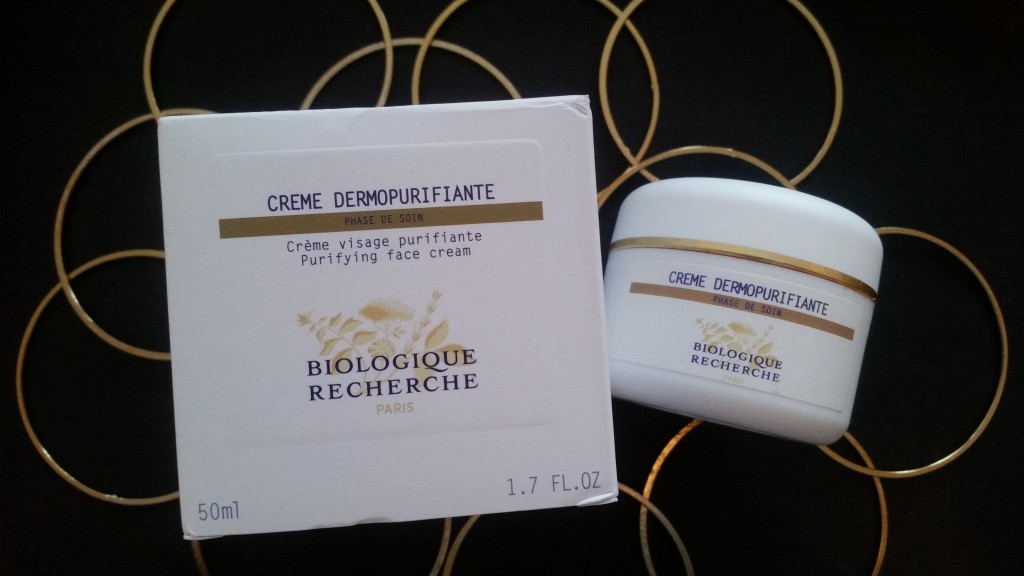 CREME DERMOPURIFIANTE
PHASE DE SOIN
Crème visage purifiante
Purifying face cream
BIOLOGIQUE
RECHERCHE
PARIS
50ml
1.7 FL.OZ
CREME DERMOPURIFIANTE
PHASE DE SOIN
BIOLOGIQUE
RECHERCHE
PARIS